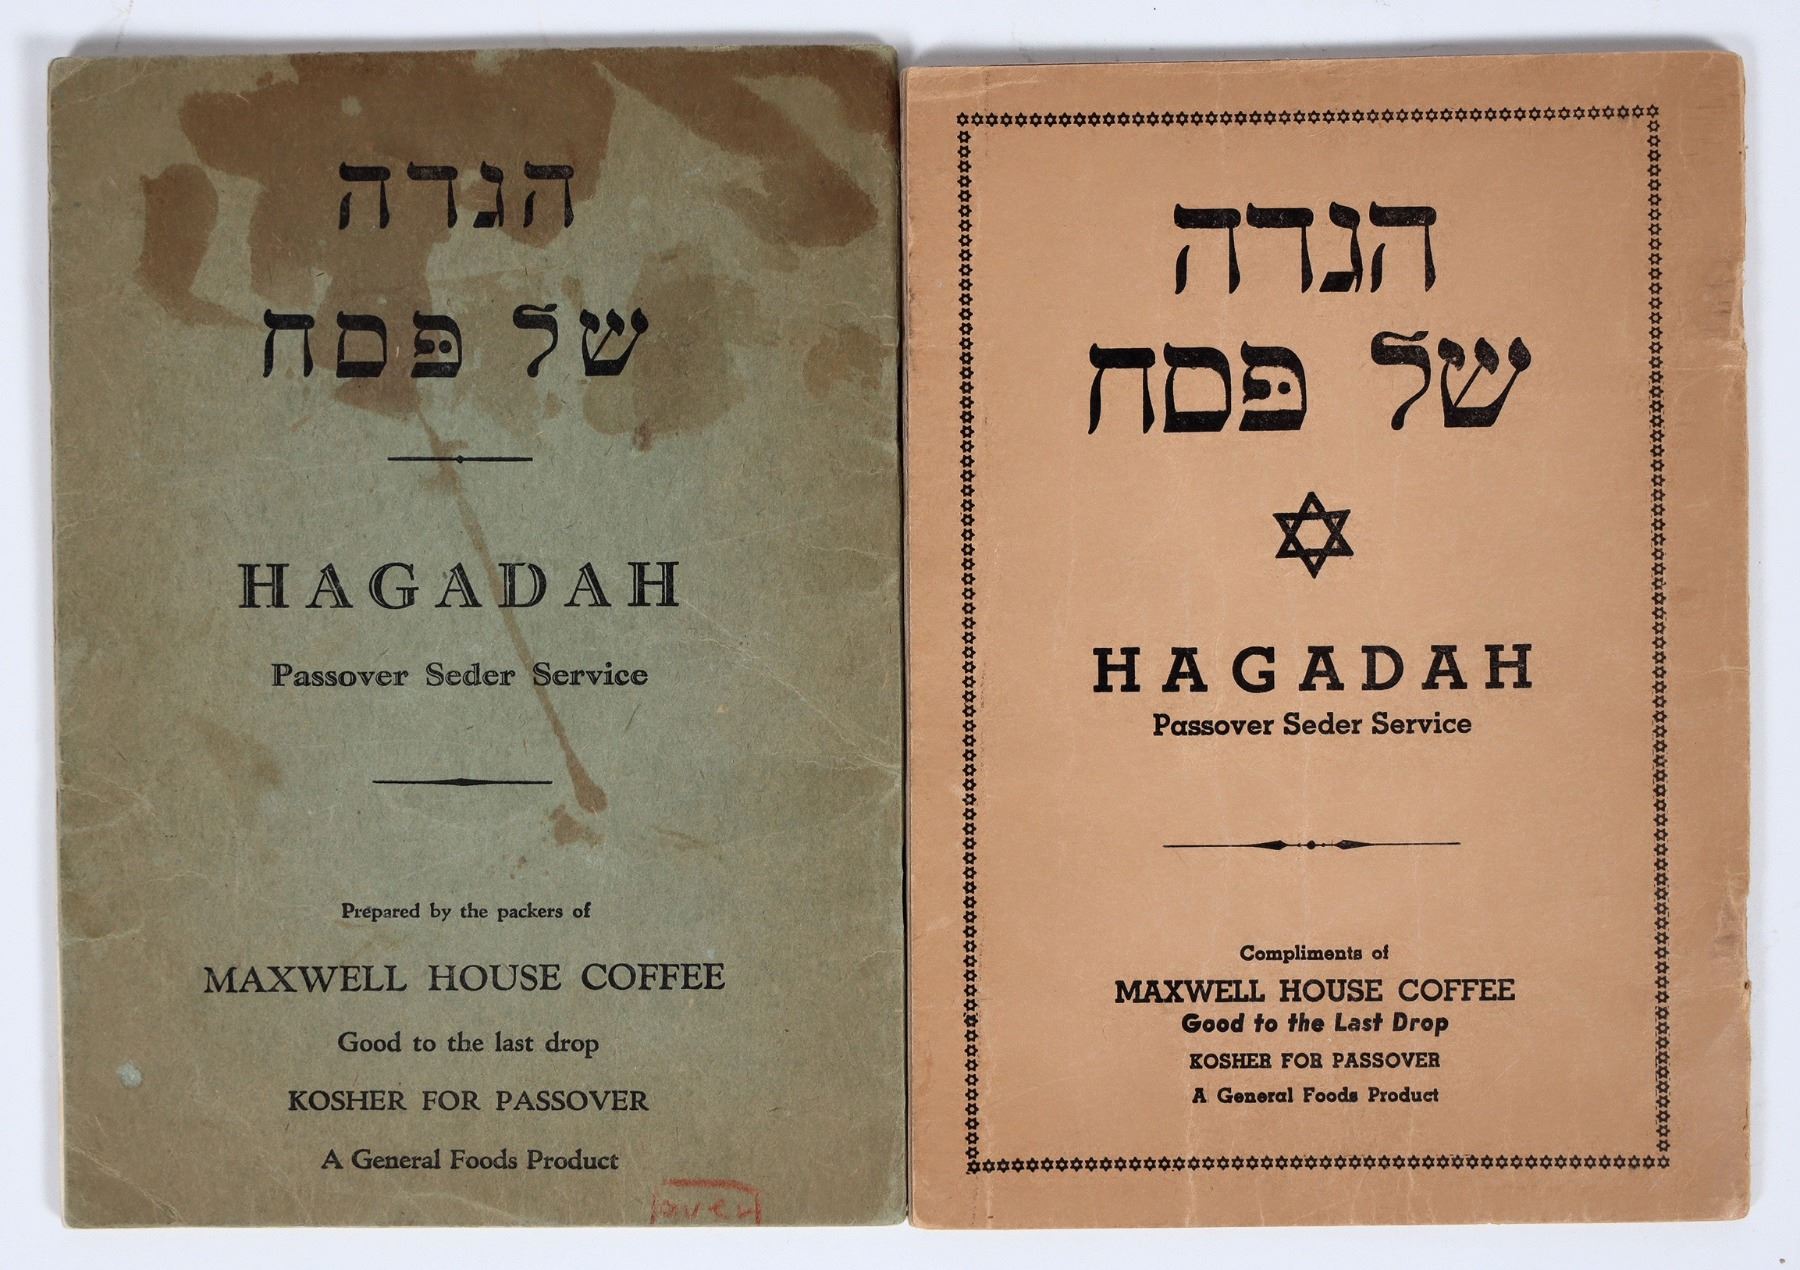 הגדה
של פּסח
HAGADAH
Passover Seder Service
Prepared by the packers of
MAXWELL HOUSE COFFEE
Good to the last drop
KOSHER FOR PASSOVER
A General Foods Product
הגדה
של פּסח
HAGADAH
Passover Seder Service
Compliments of
MAXWELL HOUSE COFFEE
Good to the Last Drop
KOSHER FOR PASSOVER
A General Foods Product